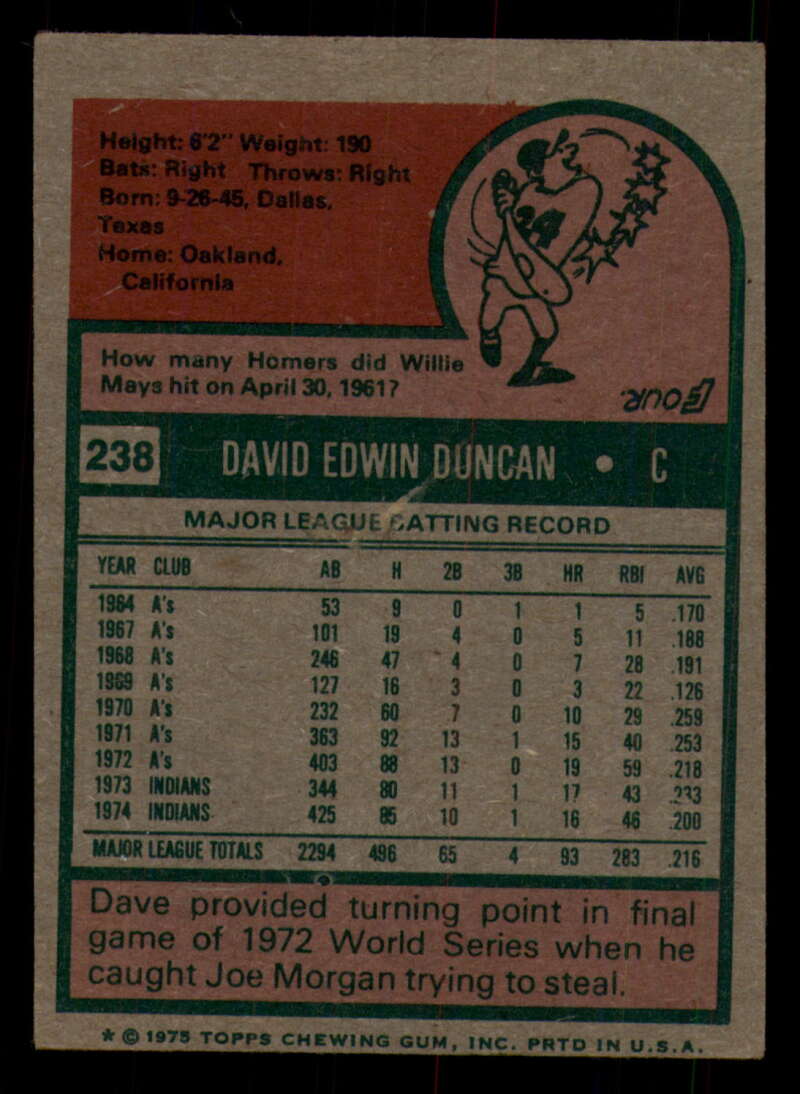 Height: 6'2" Weight: 190
Bats: Right Throws: Right
Born: 9-26-45, Dallas,
Texas
Home: Oakland,
California
24
How many Homers did Willie
Mays hit on April 30, 1961?
FOUR.
238 DAVID EDWIN DUNCAN • C
MAJOR LEAGUE BATTING RECORD
YEAR CLUB AB H 2B 3B HR RBI AVG
1964 A's 53 9 0 1 1 5 .170
1967 A's 101 19 4 0 5 11 .188
1968 A's 246 47 4 0 7 28 .191
1969 A's 127 16 3 0 3 22 .126
1970 A's 232 60 7 0 10 29 .259
1971 A's 363 92 13 1 15 40 .253
1972 A's 403 88 13 0 19 59 .218
1973 INDIANS 344 80 11 1 17 43 .233
1974 INDIANS 425 85 10 1 16 46 .200
MAJOR LEAGUE TOTALS 2294 496 65 4 93 283 .216
Dave provided turning point in final
game of 1972 World Series when he
caught Joe Morgan trying to steal.
* © 1975 TOPPS CHEWING GUM, INC. PRTD IN U.S.A.